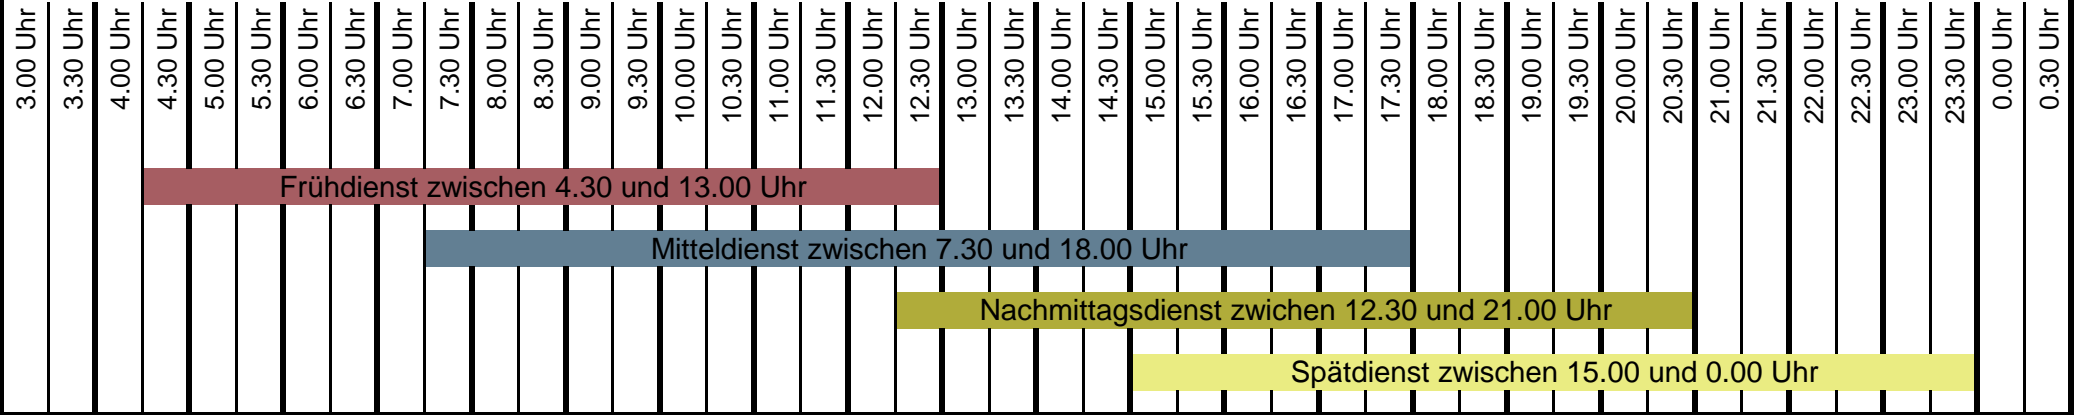 3.00 Uhr
3.30 Uhr
4.00 Uhr
4.30 Uhr
5.00 Uhr
5.30 Uhr
6.00 Uhr
6.30 Uhr
7.00 Uhr
7.30 Uhr
8.00 Uhr
8.30 Uhr
9.00 Uhr
9.30 Uhr
10.00 Uhr
10.30 Uhr
11.00 Uhr
11.30 Uhr
12.00 Uhr
12.30 Uhr
13.00 Uhr
13.30 Uhr
14.00 Uhr
14.30 Uhr
15.00 Uhr
15.30 Uhr
16.00 Uhr
16.30 Uhr
17.00 Uhr
17.30 Uhr
18.00 Uhr
18.30 Uhr
19.00 Uhr
19.30 Uhr
20.00 Uhr
20.30 Uhr
21.00 Uhr
21.30 Uhr
22.00 Uhr
22.30 Uhr
23.00 Uhr
23.30 Uhr
0.00 Uhr
0.30 Uhr
Frühdienst zwischen 4.30 und 13.00 Uhr
Mitteldienst zwischen 7.30 und 18.00 Uhr
Nachmittagsdienst zwichen 12.30 und 21.00 Uhr
Spätdienst zwischen 15.00 und 0.00 Uhr